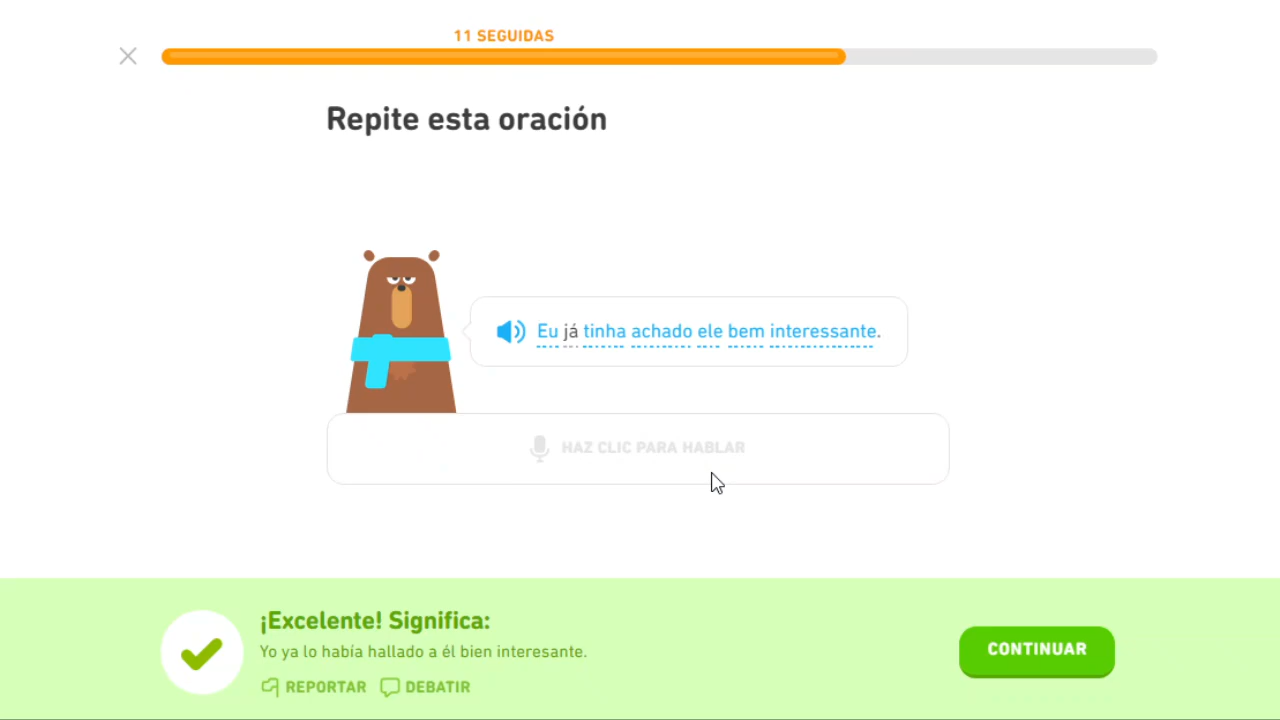 11 SEGUIDAS
Repite esta oración
Eu já tinha achado ele bem interessante.
HAZ CLIC PARA HABLAR
¡Excelente! Significa:
Yo ya lo había hallado a él bien interesante.
REPORTAR DEBATIR
CONTINUAR